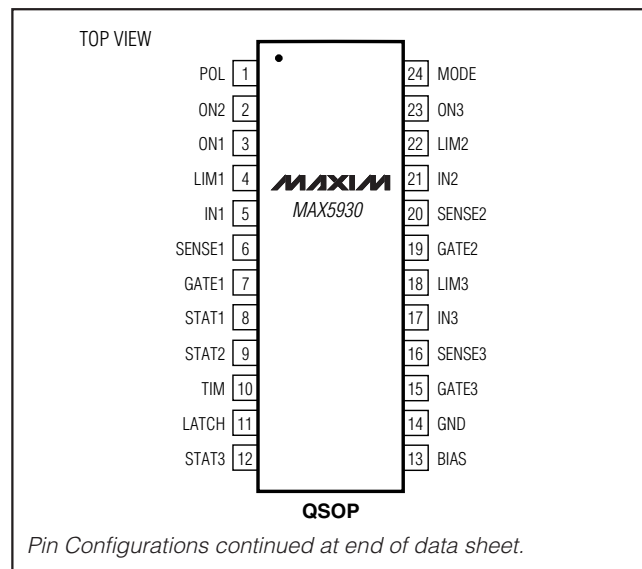 TOP VIEW
POL 1
ON2 2
ON1 3
LIM1 4
IN1 5
SENSE1 6
GATE1 7
STAT1 8
STAT2 9
TIM 10
LATCH 11
STAT3 12
MAXIM
MAX5930
24 MODE
23 ON3
22 LIM2
21 IN2
20 SENSE2
19 GATE2
18 LIM3
17 IN3
16 SENSE3
15 GATE3
14 GND
13 BIAS
QSOP
Pin Configurations continued at end of data sheet.